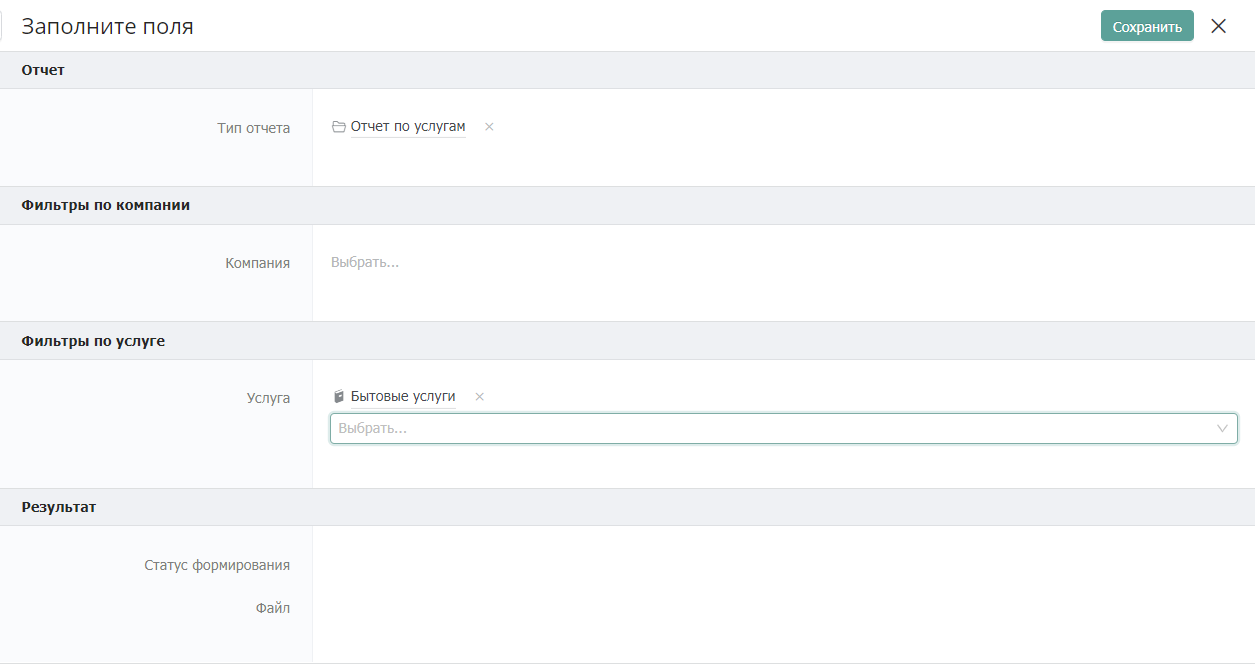 Заполните поля
Сохранить
Отчет
Тип отчета
Отчет по услугам
Фильтры по компании
Компания
Выбрать...
Фильтры по услуге
Услуга
Бытовые услуги
Выбрать...
Результат
Статус формирования
Файл